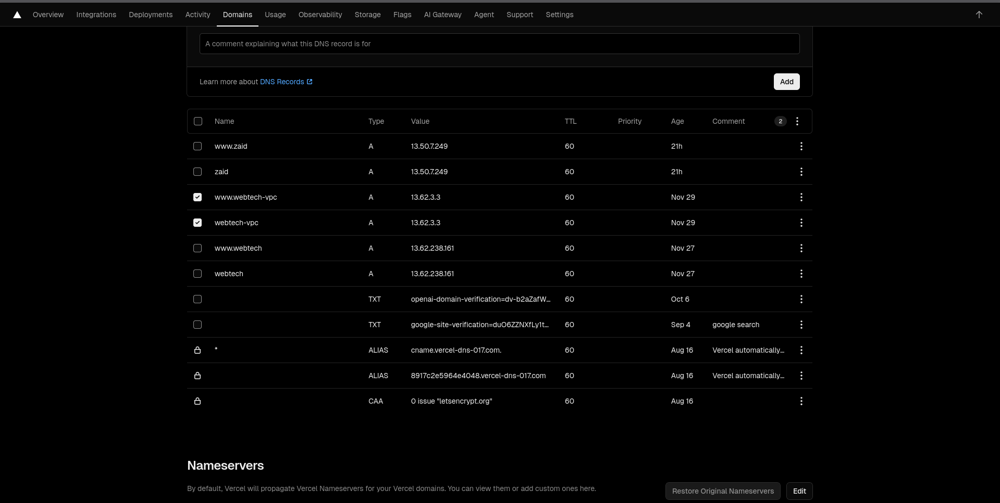 Overview Integrations Deployments Activity Domains Usage Observability Storage Flags AI Gateway Agent Support Settings
A comment explaining what this DNS record is for
Learn more about DNS Records Add
Name Type Value TTL Priority Age Comment 2
www.zaid A 13.50.7.249 60 21h
zaid A 13.50.7.249 60 21h
www.webtech-vpc A 13.62.3.3 60 Nov 29
webtech-vpc A 13.62.3.3 60 Nov 29
www.webtech A 13.62.238.161 60 Nov 27
webtech A 13.62.238.161 60 Nov 27
TXT openai-domain-verification=dv-b2aZafW... 60 Oct 6
TXT google-site-verification=duO6ZZNXfLy1t... 60 Sep 4 google search
* ALIAS cname.vercel-dns-017.com. 60 Aug 16 Vercel automatically...
ALIAS 8917c2e5964e4048.vercel-dns-017.com 60 Aug 16 Vercel automatically...
CAA 0 issue "letsencrypt.org" 60 Aug 16
Nameservers
By default, Vercel will propagate Vercel Nameservers for your Vercel domains. You can view them or add custom ones here. Restore Original Nameservers Edit